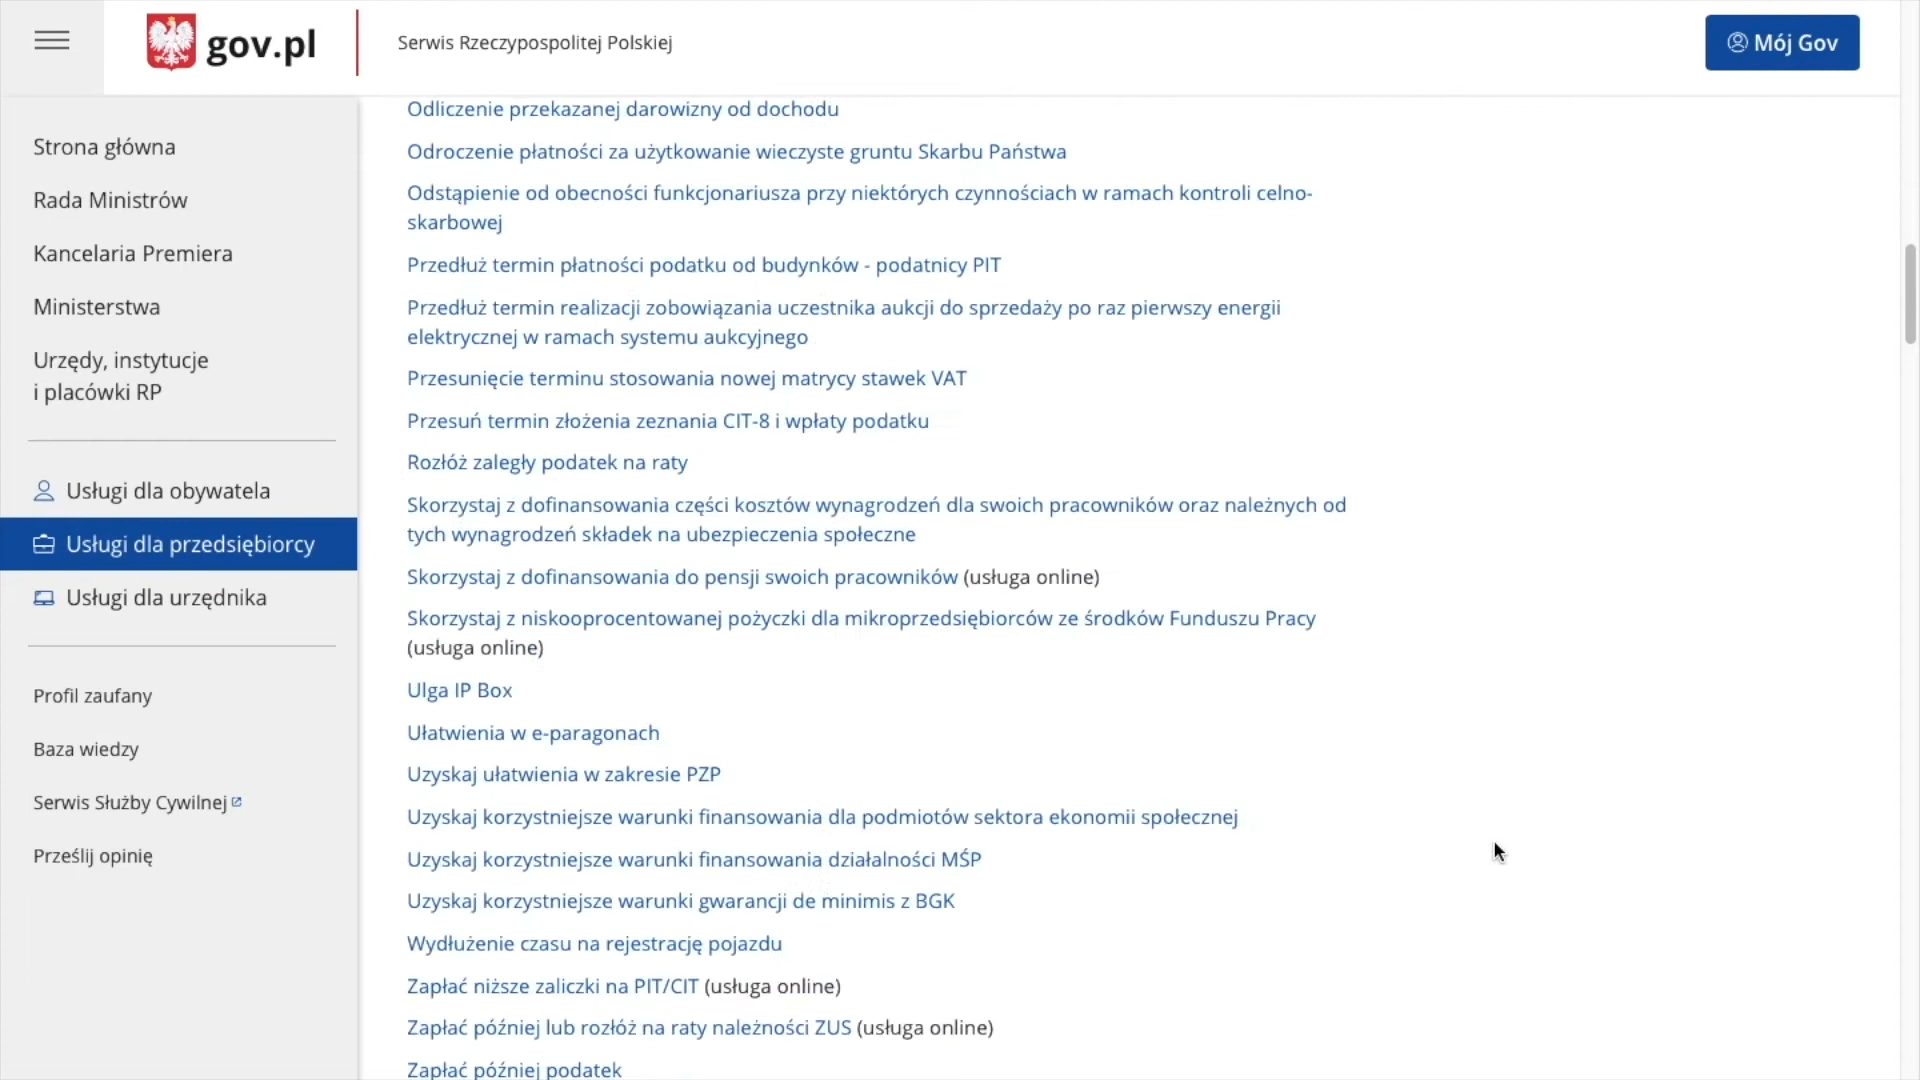 gov.pl
Serwis Rzeczypospolitej Polskiej
Mój Gov
Strona główna
Rada Ministrów
Kancelaria Premiera
Ministerstwa
Urzędy, instytucje
i placówki RP
Usługi dla obywatela
Usługi dla przedsiębiorcy
Usługi dla urzędnika
Profil zaufany
Baza wiedzy
Serwis Służby Cywilnej
Prześlij opinię
Odliczenie przekazanej darowizny od dochodu
Odroczenie płatności za użytkowanie wieczyste gruntu Skarbu Państwa
Odstąpienie od obecności funkcjonariusza przy niektórych czynnościach w ramach kontroli celno-
skarbowej
Przedłuż termin płatności podatku od budynków - podatnicy PIT
Przedłuż termin realizacji zobowiązania uczestnika aukcji do sprzedaży po raz pierwszy energii
elektrycznej w ramach systemu aukcyjnego
Przesunięcie terminu stosowania nowej matrycy stawek VAT
Przesuń termin złożenia zeznania CIT-8 i wpłaty podatku
Rozłóż zaległy podatek na raty
Skorzystaj z dofinansowania części kosztów wynagrodzeń dla swoich pracowników oraz należnych od
tych wynagrodzeń składek na ubezpieczenia społeczne
Skorzystaj z dofinansowania do pensji swoich pracowników (usługa online)
Skorzystaj z niskooprocentowanej pożyczki dla mikroprzedsiębiorców ze środków Funduszu Pracy
(usługa online)
Ulga IP Box
Ułatwienia w e-paragonach
Uzyskaj ułatwienia w zakresie PZP
Uzyskaj korzystniejsze warunki finansowania dla podmiotów sektora ekonomii społecznej
Uzyskaj korzystniejsze warunki finansowania działalności MŚP
Uzyskaj korzystniejsze warunki gwarancji de minimis z BGK
Wydłużenie czasu na rejestrację pojazdu
Zapłać niższe zaliczki na PIT/CIT (usługa online)
Zapłać później lub rozłóż na raty należności ZUS (usługa online)
Zapłać później podatek